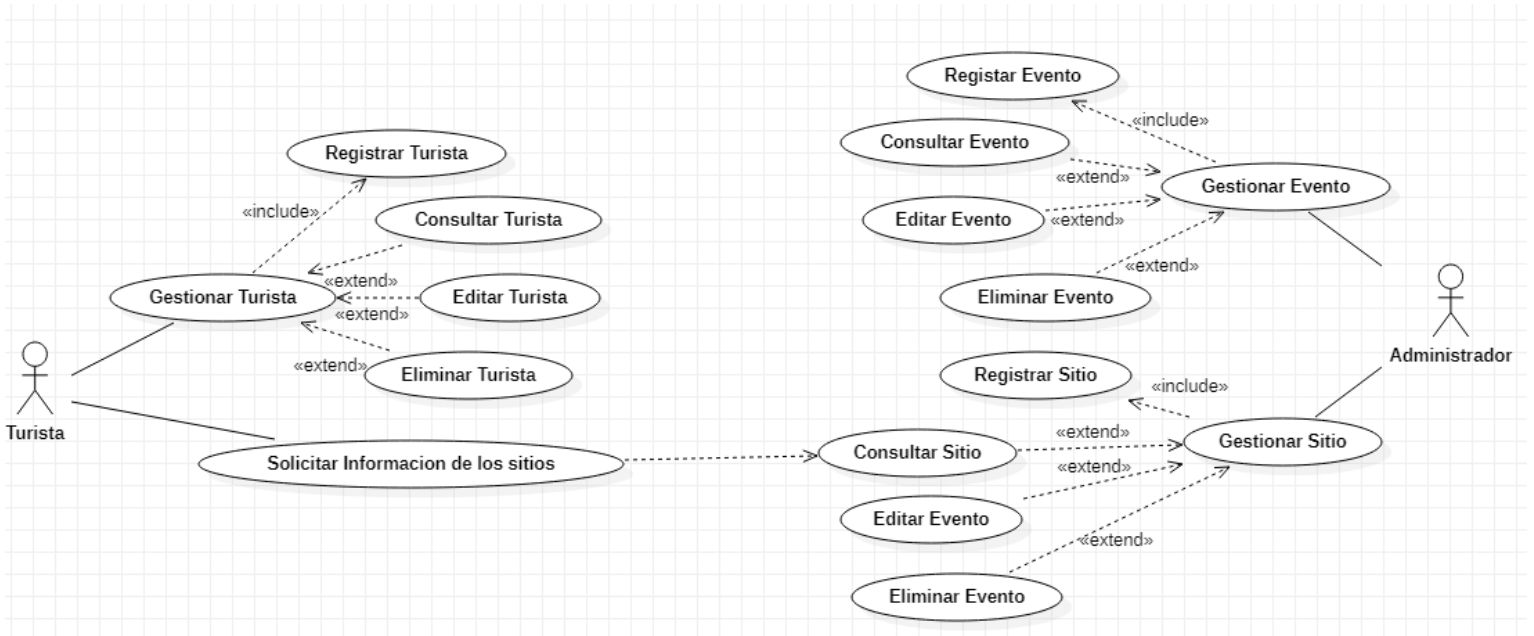 Registar Evento
«include»
Consultar Evento
Registrar Turista
«extend»
Gestionar Evento
«include»
Consultar Turista
Editar Evento
«extend»
«extend»
«extend»
Gestionar Turista
Editar Turista
Eliminar Evento
«extend»
Administrador
«extend»
Eliminar Turista
Registrar Sitio
«include»
Turista
«extend»
Gestionar Sitio
Solicitar Informacion de los sitios
Consultar Sitio
«extend»
Editar Evento
«extend»
Eliminar Evento